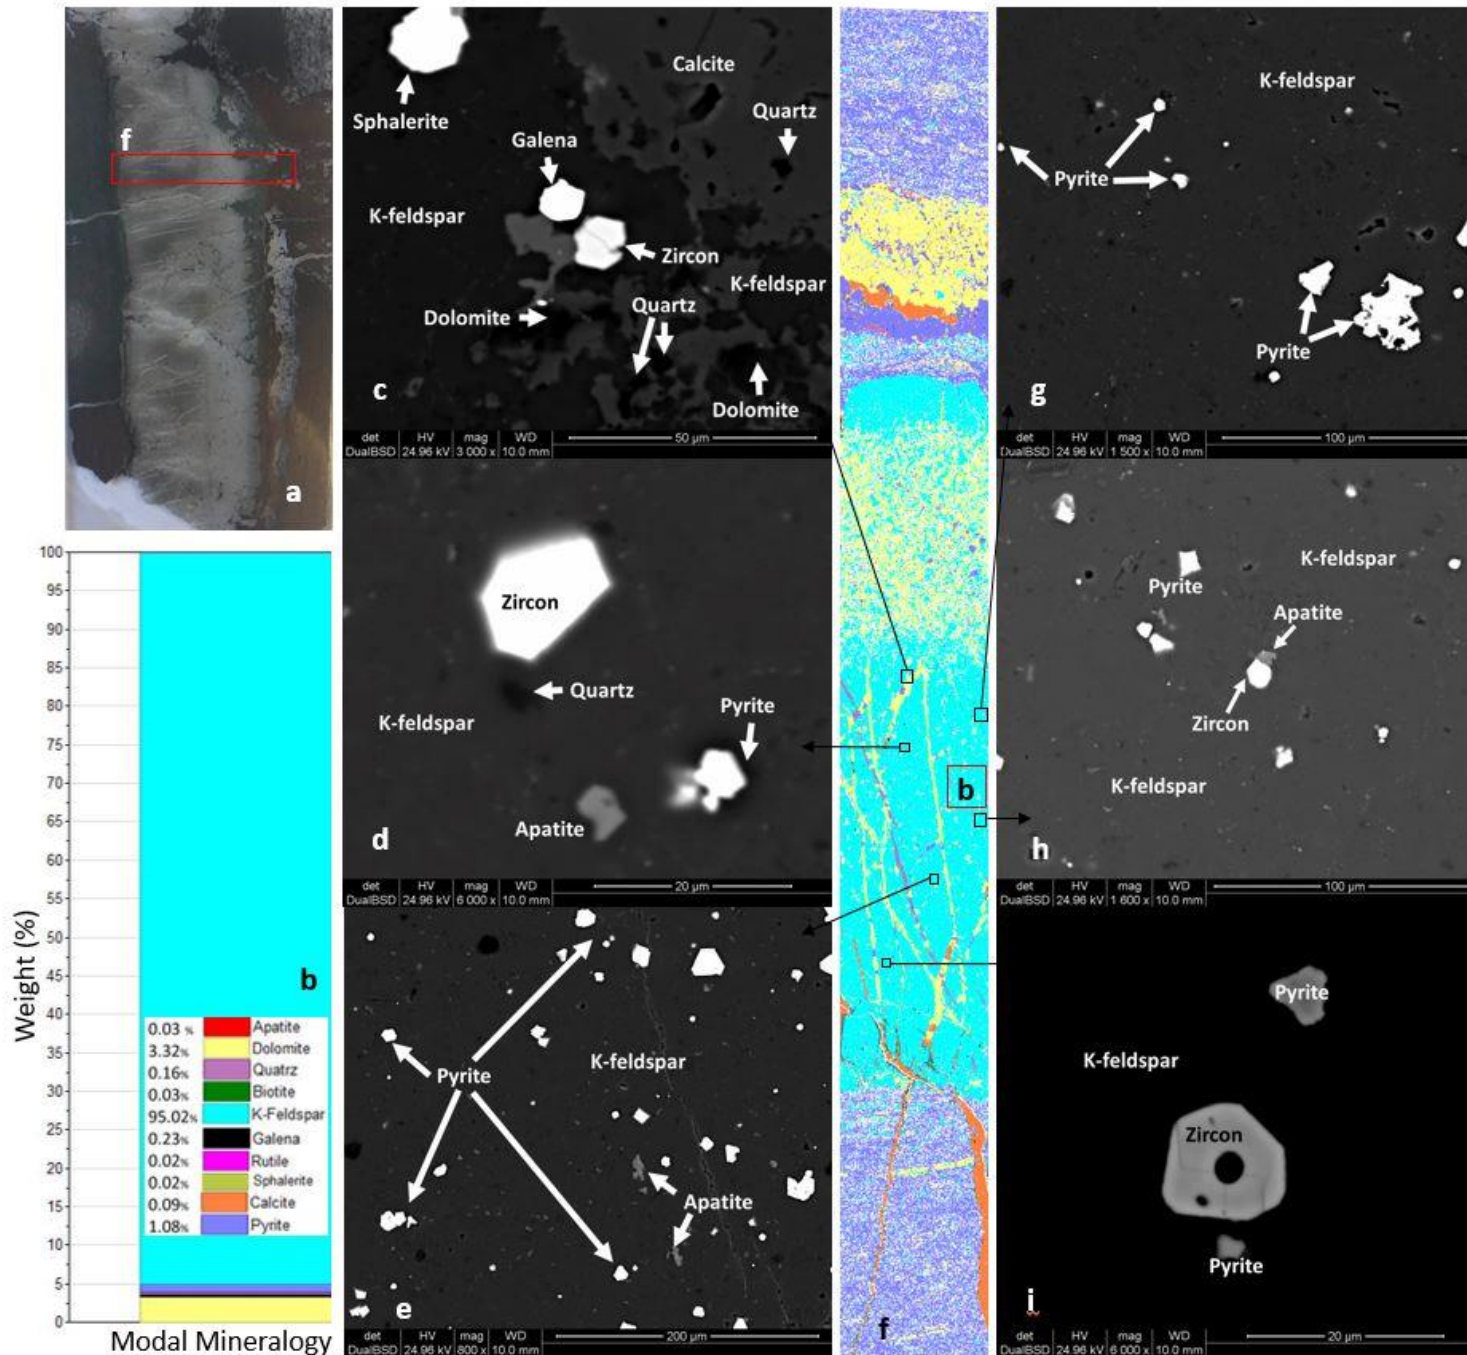 f
a
Sphalerite
Calcite
Quartz
Galena
K-feldspar
Zircon
K-feldspar
Dolomite
Quartz
Dolomite
c
det HV mag WD 50 µm
DualBSD 24.96 kV 3 000 x 10.0 mm
K-feldspar
Pyrite
Pyrite
g
det HV mag WD 100 µm
DualBSD 24.96 kV 1 500 x 10.0 mm
Zircon
Quartz
K-feldspar
Pyrite
Apatite
d
det HV mag WD 20 µm
DualBSD 24.96 kV 6 000 x 10.0 mm
b
K-feldspar
Pyrite
Apatite
Zircon
K-feldspar
h
det HV mag WD 100 µm
DualBSD 24.96 kV 1 600 x 10.0 mm
Weight (%)
100
95
90
85
80
75
70
65
60
55
50
45
40
35
30
25
20
15
10
5
0
b
0.03 % Apatite
3.32% Dolomite
0.16% Quatrz
0.03% Biotite
95.02% K-Feldspar
0.23% Galena
0.02% Rutile
0.02% Sphalerite
0.09% Calcite
1.08% Pyrite
Modal Mineralogy
K-feldspar
Pyrite
Apatite
e
det HV mag WD 200 µm
DualBSD 24.96 kV 800 x 10.0 mm
f
Pyrite
K-feldspar
Zircon
Pyrite
i
det HV mag WD 20 µm
DualBSD 24.96 kV 6 000 x 10.0 mm